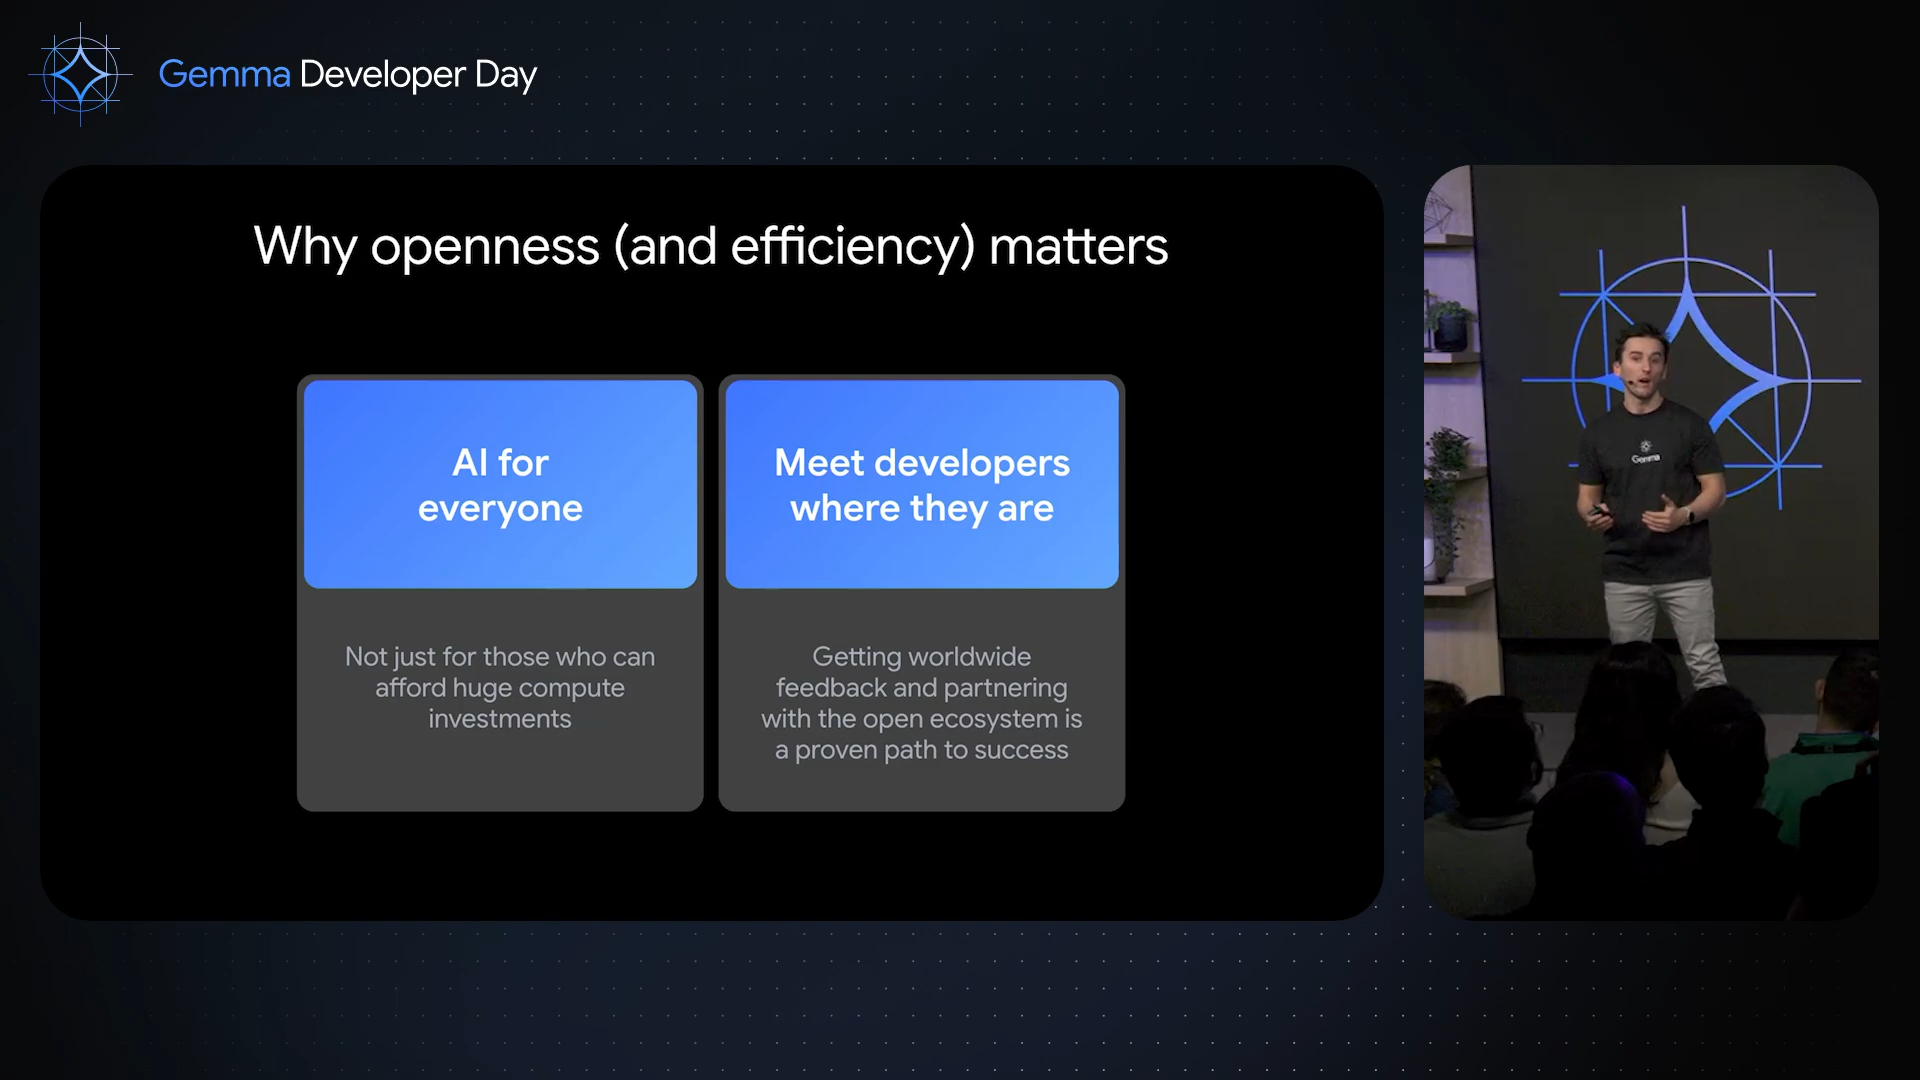 Gemma Developer Day
Why openness (and efficiency) matters
AI for
everyone
Not just for those who can
afford huge compute
investments
Meet developers
where they are
Getting worldwide
feedback and partnering
with the open ecosystem is
a proven path to success
Gemma